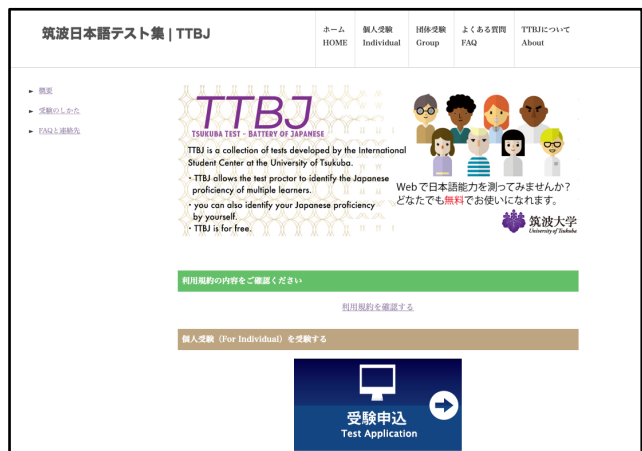 筑波日本語テスト集 | TTBJ
ホーム
HOME
個人受験
Individual
団体受験
Group
よくある質問
FAQ
TTBJについて
About
► 概要
► 受験のしかた
► FAQと連絡先
TTBJ
TSUKUBA TEST - BATTERY OF JAPANESE
TTBJ is a collection of tests developed by the International
Student Center at the University of Tsukuba.
・TTBJ allows the test proctor to identify the Japanese
proficiency of multiple learners.
・you can also identify your Japanese proficiency
by yourself.
・TTBJ is for free.
Webで日本語能力を測ってみませんか?
どなたでも無料でお使いになれます。
筑波大学
University of Tsukuba
利用規約の内容をご確認ください
利用規約を確認する
個人受験（For Individual）を受験する
受験申込
Test Application